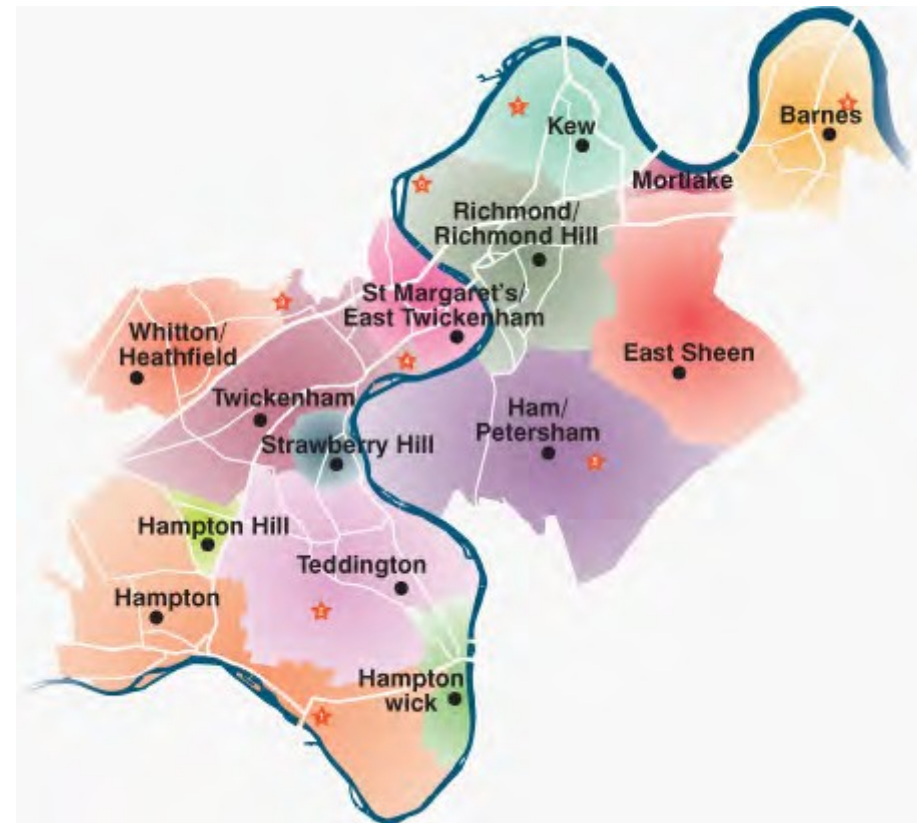 Barnes
Kew
Mortlake
Richmond/
Richmond Hill
St Margaret's/
East Twickenham
Whitton/
Heathfield
East Sheen
Twickenham
Ham/
Petersham
Strawberry Hill
Hampton Hill
Teddington
Hampton
Hampton
wick